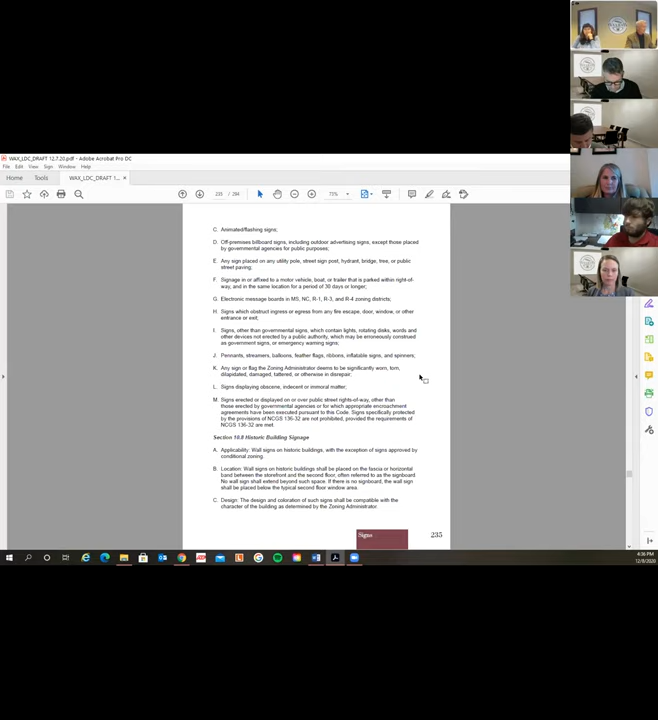 WAX_LDC_DRAFT 12.7.20.pdf - Adobe Acrobat Pro DC
File Edit View Sign Window Help
Home Tools WAX_LDC_DRAFT 1... ×
235 / 294 73%
C. Animated/flashing signs;
D. Off-premises billboard signs, including outdoor advertising signs, except those placed
by governmental agencies for public purposes;
E. Any sign placed on any utility pole, street sign post, hydrant, bridge, tree, or public
street paving;
F. Signage in or affixed to a motor vehicle, boat, or trailer that is parked within right-of-
way, and in the same location for a period of 30 days or longer;
G. Electronic message boards in MS, NC, R-1, R-3, and R-4 zoning districts;
H. Signs which obstruct ingress or egress from any fire escape, door, window, or other
entrance or exit;
I. Signs, other than governmental signs, which contain lights, rotating disks, words and
other devices not erected by a public authority, which may be erroneously construed
as government signs, or emergency warning signs;
J. Pennants, streamers, balloons, feather flags, ribbons, inflatable signs, and spinners;
K. Any sign or flag the Zoning Administrator deems to be significantly worn, torn,
dilapidated, damaged, tattered, or otherwise in disrepair;
L. Signs displaying obscene, indecent or immoral matter;
M. Signs erected or displayed on or over public street rights-of-way, other than
those erected by governmental agencies or for which appropriate encroachment
agreements have been executed pursuant to this Code. Signs specifically protected
by the provisions of NCGS 136-32 are not prohibited, provided the requirements of
NCGS 136-32 are met.
Section 18.8 Historic Building Signage
A. Applicability: Wall signs on historic buildings, with the exception of signs approved by
conditional zoning.
B. Location: Wall signs on historic buildings shall be placed on the fascia or horizontal
band between the storefront and the second floor, often referred to as the signboard
No wall sign shall extend beyond such space. If there is no signboard, the wall sign
shall be placed below the typical second floor window area.
C. Design: The design and coloration of such signs shall be compatible with the
character of the building as determined by the Zoning Administrator.
Signs 235
4:36 PM
12/8/2020